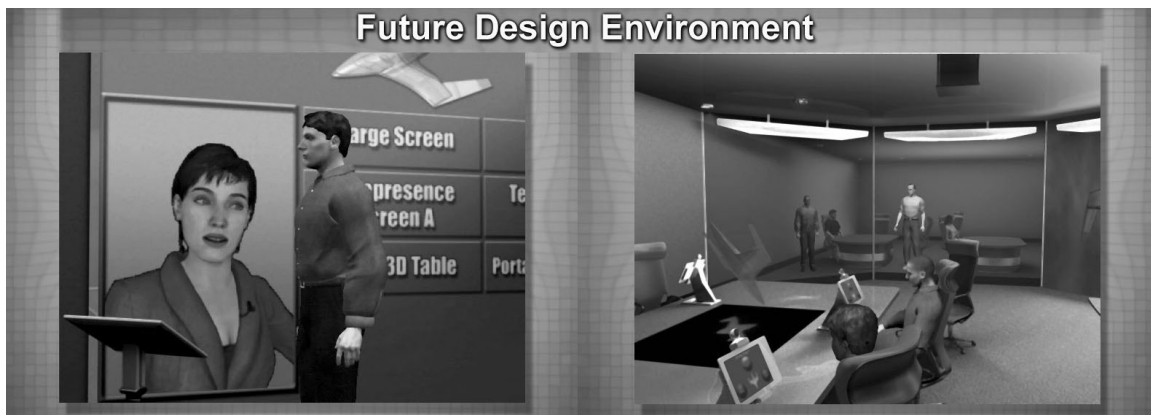 Future Design Environment
arge Screen
presence
Te
reen A
3D Table
Porta